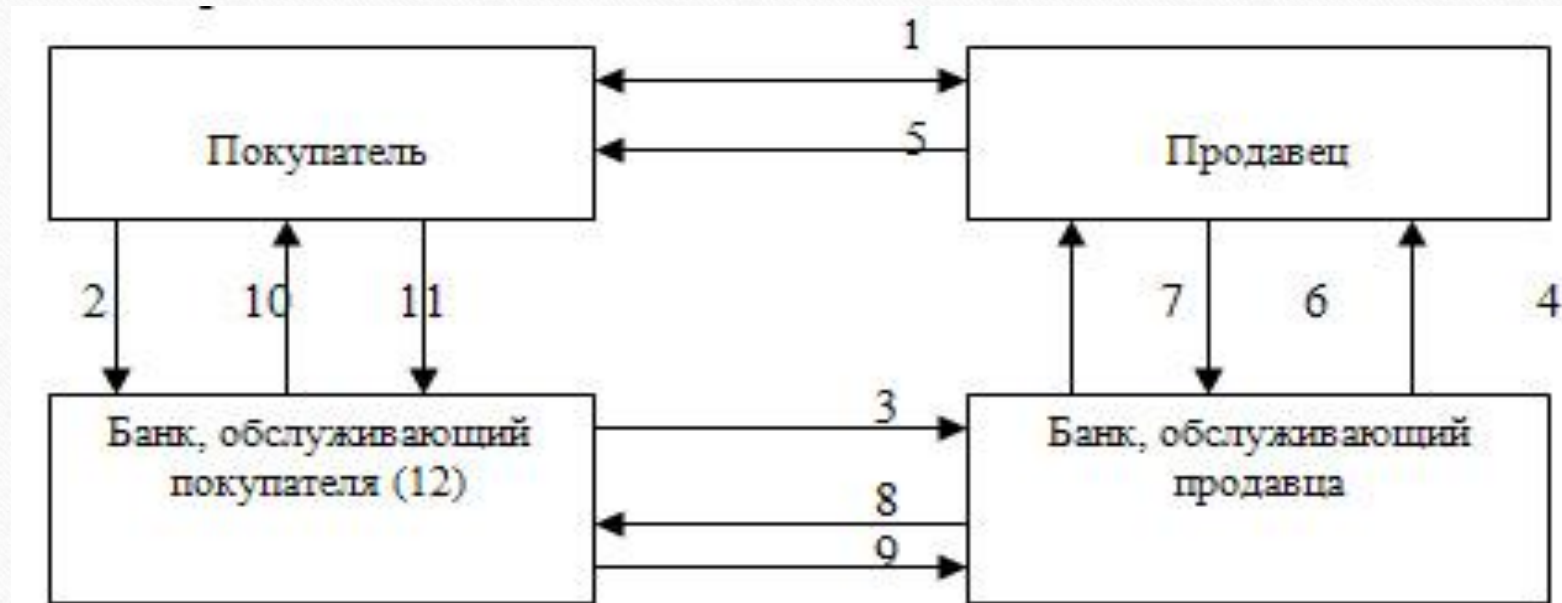 1
Покупатель
5
Продавец
2
10
11
7
6
4
Банк, обслуживающий
покупателя (12)
3
8
9
Банк, обслуживающий
продавца